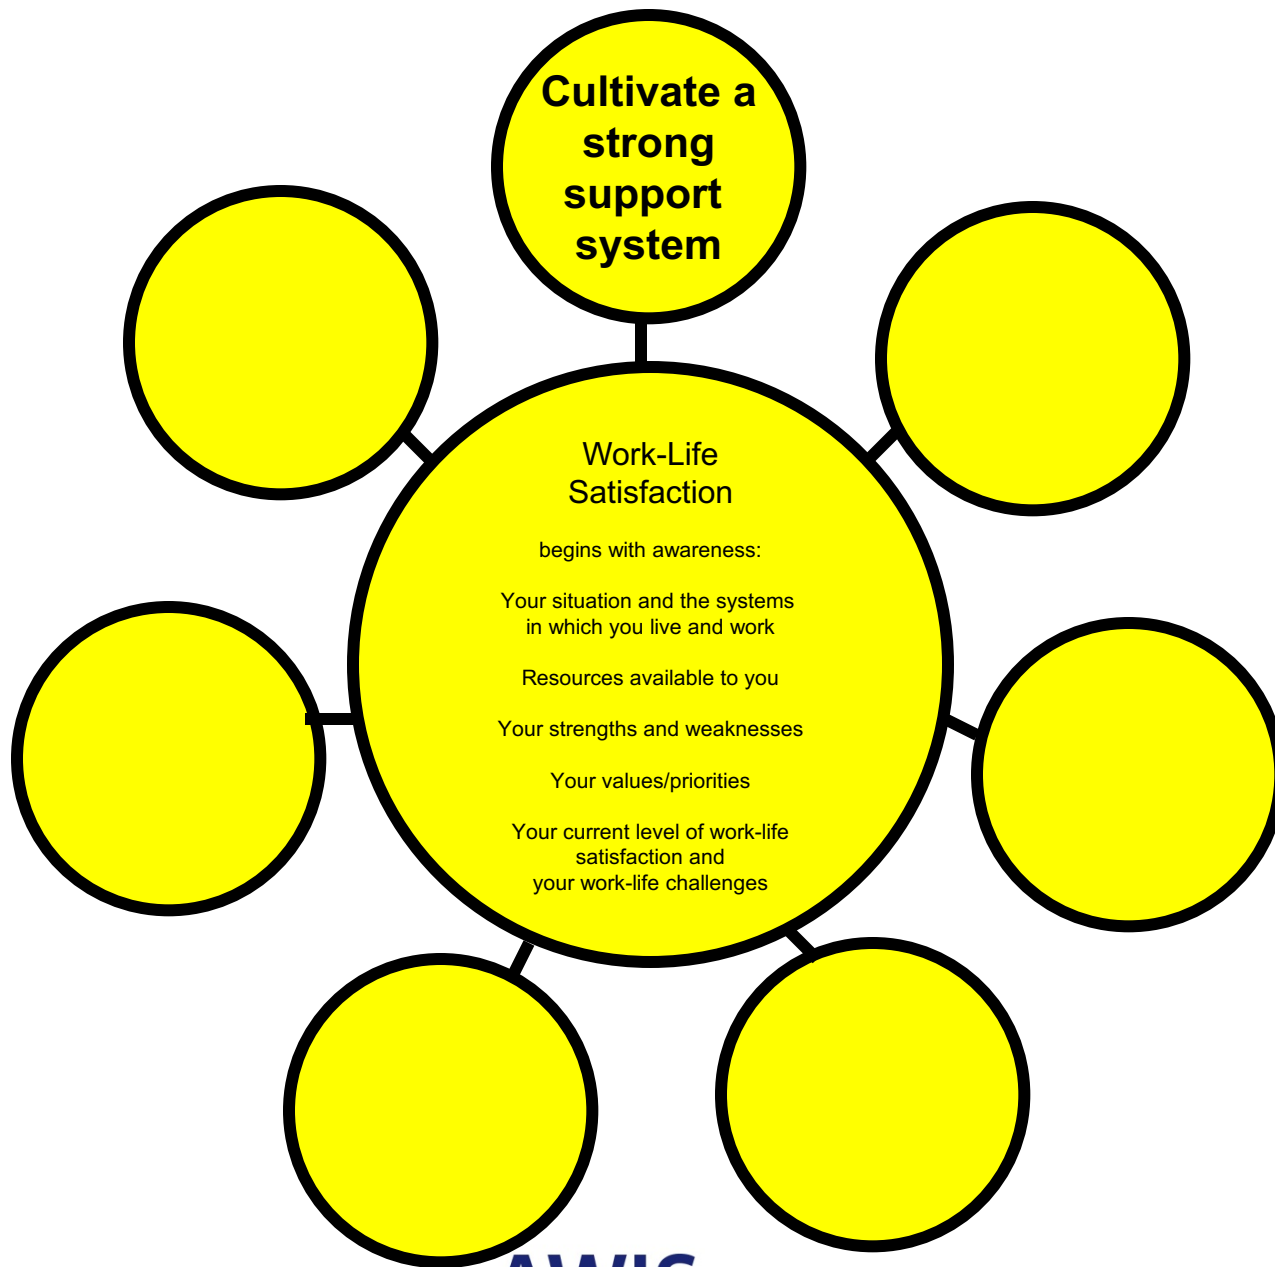 Cultivate a
strong
support
system
Work-Life
Satisfaction
begins with awareness:
Your situation and the systems
in which you live and work
Resources available to you
Your strengths and weaknesses
Your values/priorities
Your current level of work-life
satisfaction and
your work-life challenges
AWIS